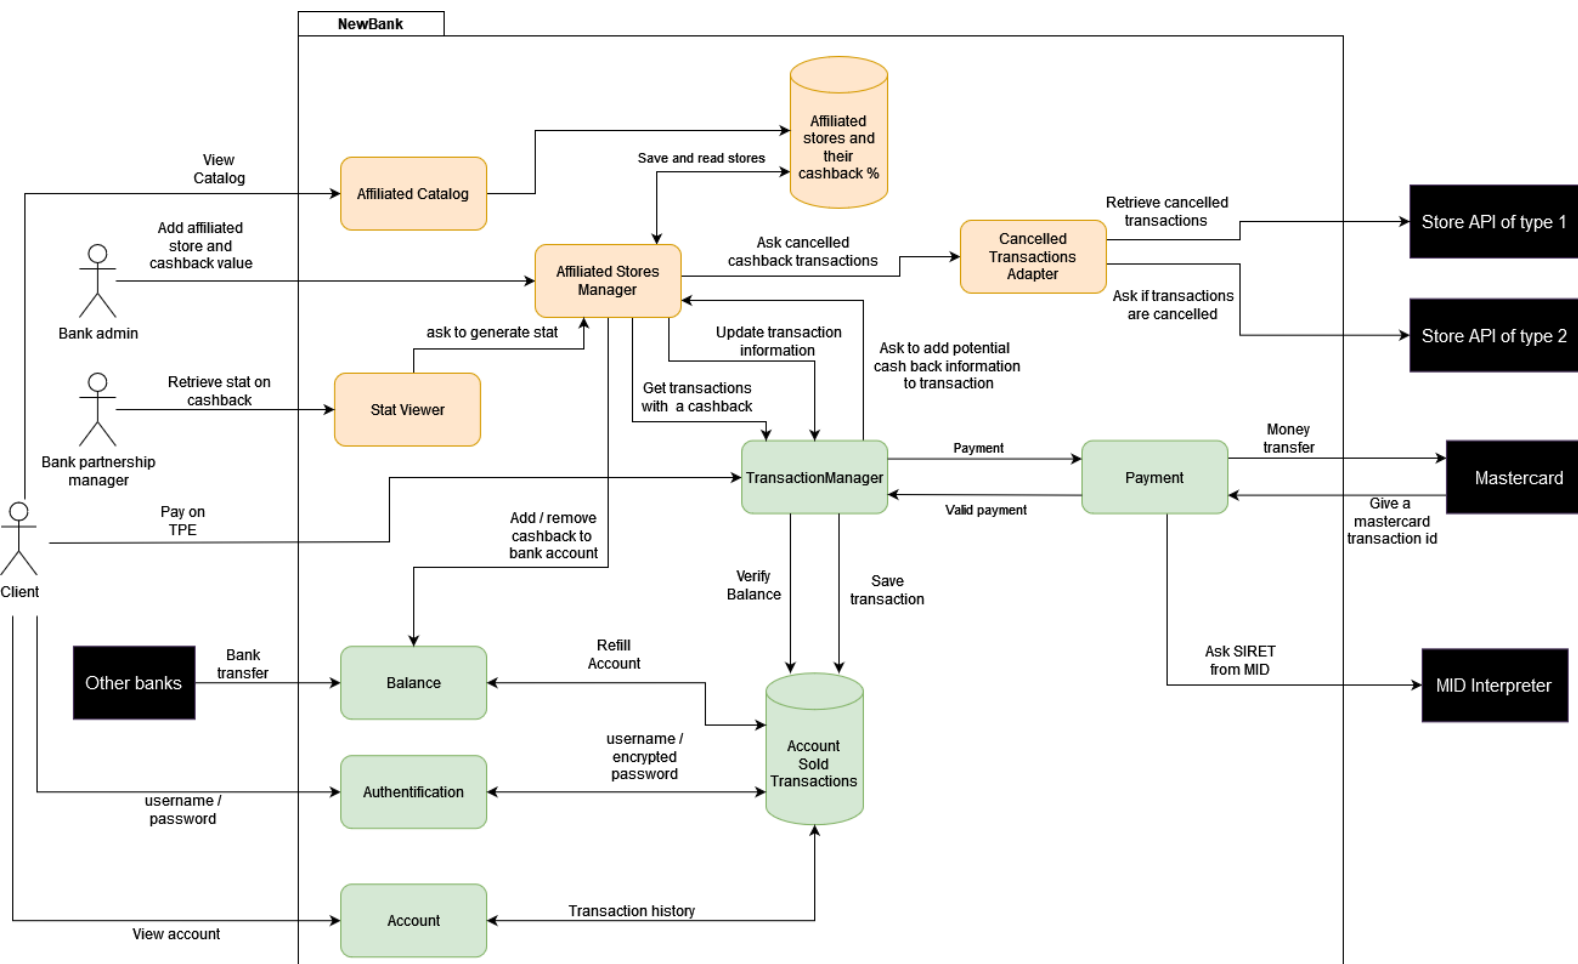 NewBank
Affiliated
stores and
their
cashback %
View
Catalog
Affiliated Catalog
Save and read stores
Add affiliated
store and
cashback value
Bank admin
Affiliated Stores
Manager
Ask cancelled
cashback transactions
Cancelled
Transactions
Adapter
Retrieve cancelled
transactions
Store API of type 1
Ask if transactions
are cancelled
Store API of type 2
ask to generate stat
Update transaction
information
Ask to add potential
cash back information
to transaction
Retrieve stat on
cashback
Stat Viewer
Get transactions
with a cashback
Bank partnership
manager
TransactionManager
Payment
Valid payment
Payment
Money
transfer
Mastercard
Give a
mastercard
transaction id
Pay on
TPE
Client
Add / remove
cashback to
bank account
Verify
Balance
Save
transaction
Other banks
Bank
transfer
Balance
Refill
Account
Ask SIRET
from MID
MID Interpreter
Account
Sold
Transactions
username /
password
Authentification
username /
encrypted
password
View account
Account
Transaction history